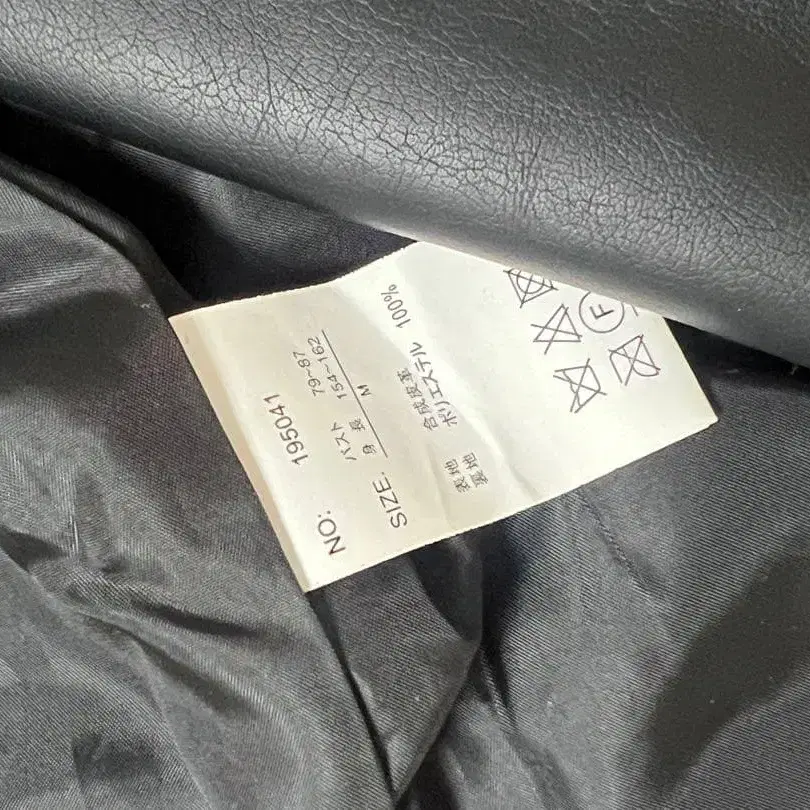 NO: 195041
SIZE.
バスト 79~87
身長 154~162
M
表地 合成皮革
裏地 ポリエステル 100%
F